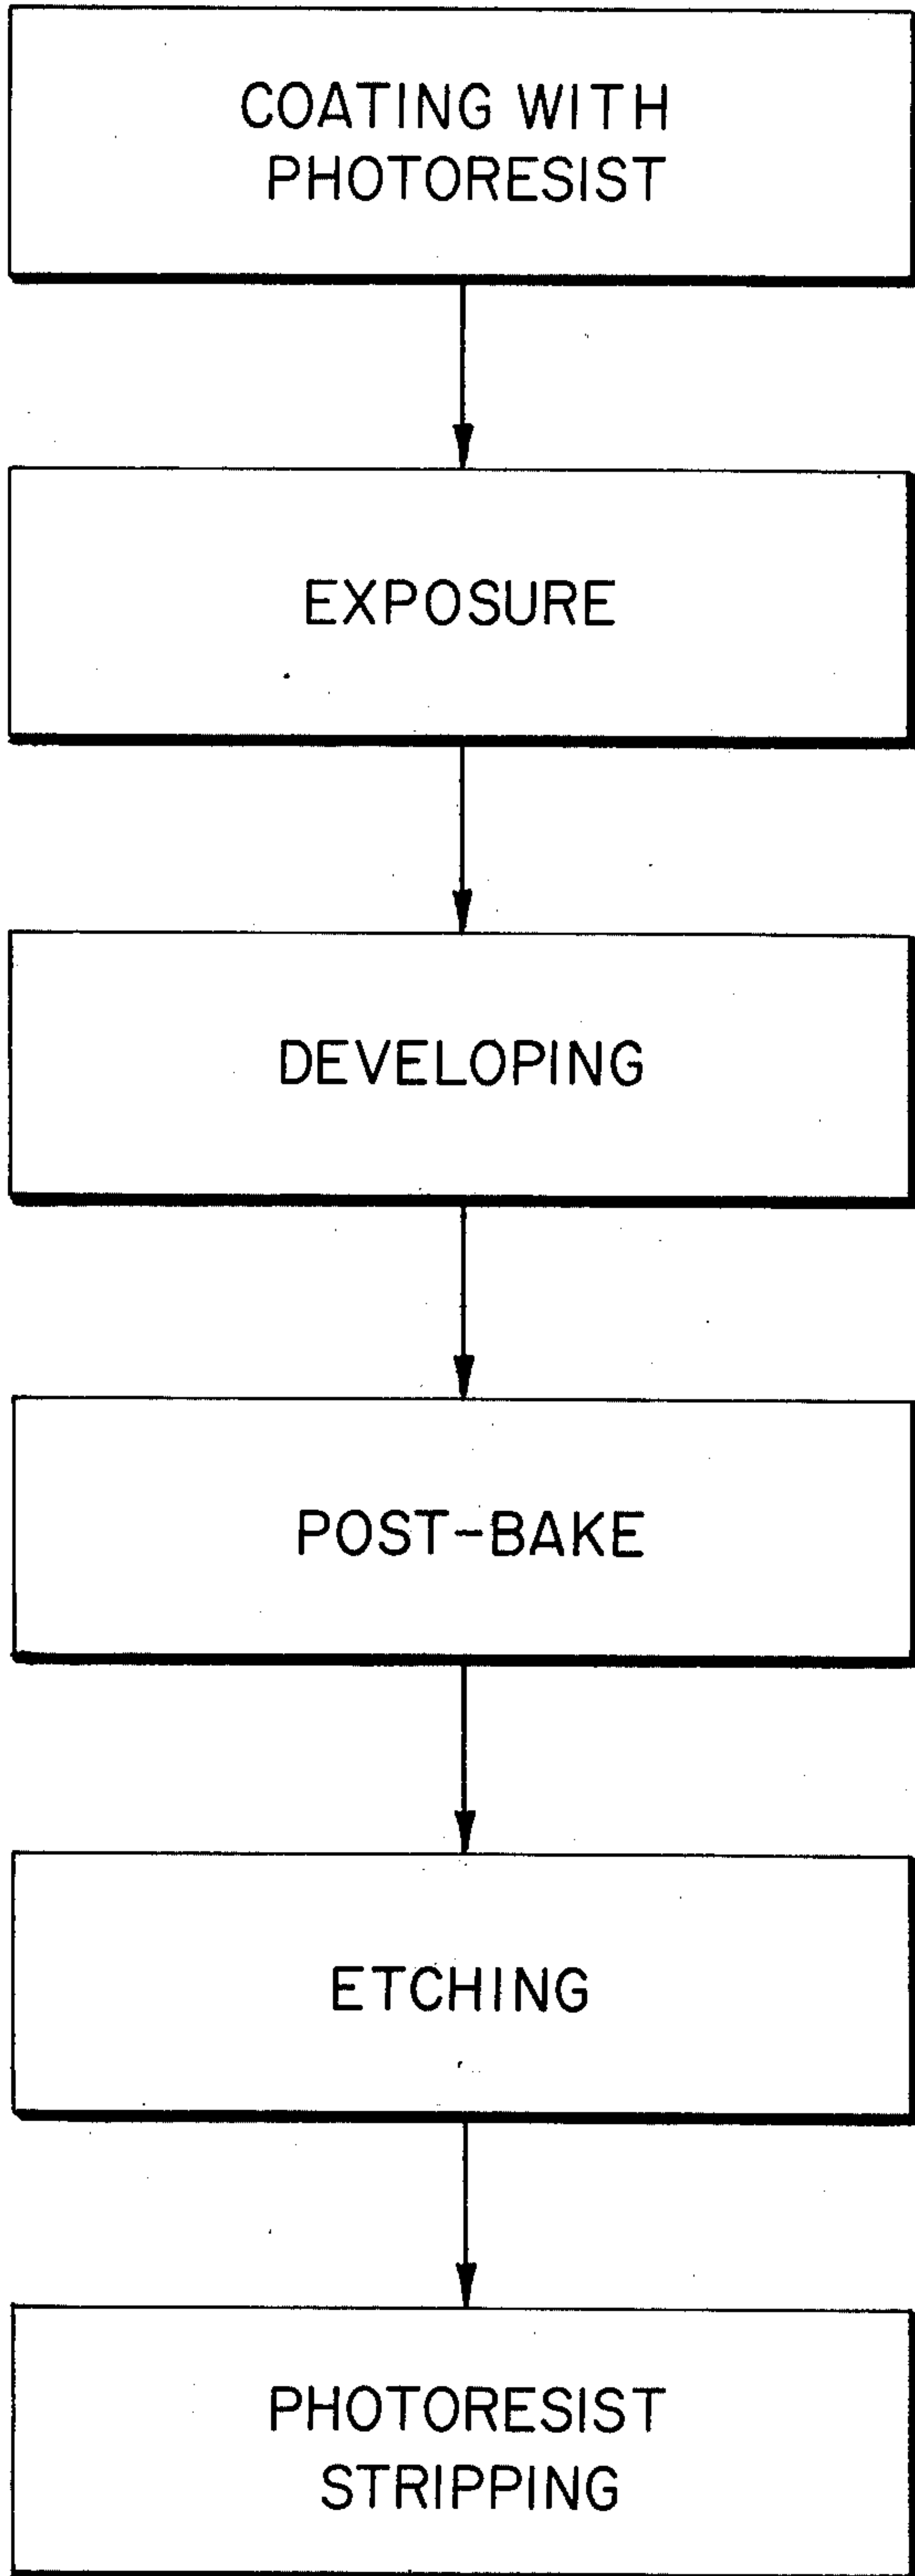 COATING WITH
PHOTORESIST
EXPOSURE
DEVELOPING
POST-BAKE
ETCHING
PHOTORESIST
STRIPPING